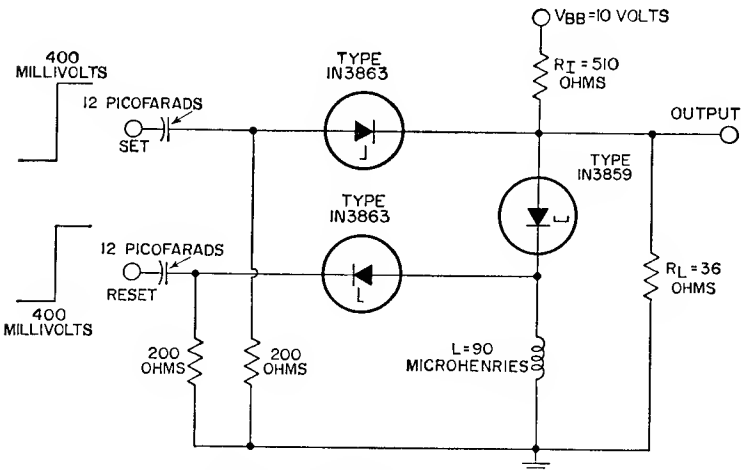 VBB=10 VOLTS
400
MILLIVOLTS
TYPE
IN3863
RI=510
OHMS
12 PICOFARADS
OUTPUT
SET
TYPE
IN3859
TYPE
IN3863
12 PICOFARADS
RESET
RL=36
OHMS
400
MILLIVOLTS
200
OHMS
200
OHMS
L=90
MICROHENRIES